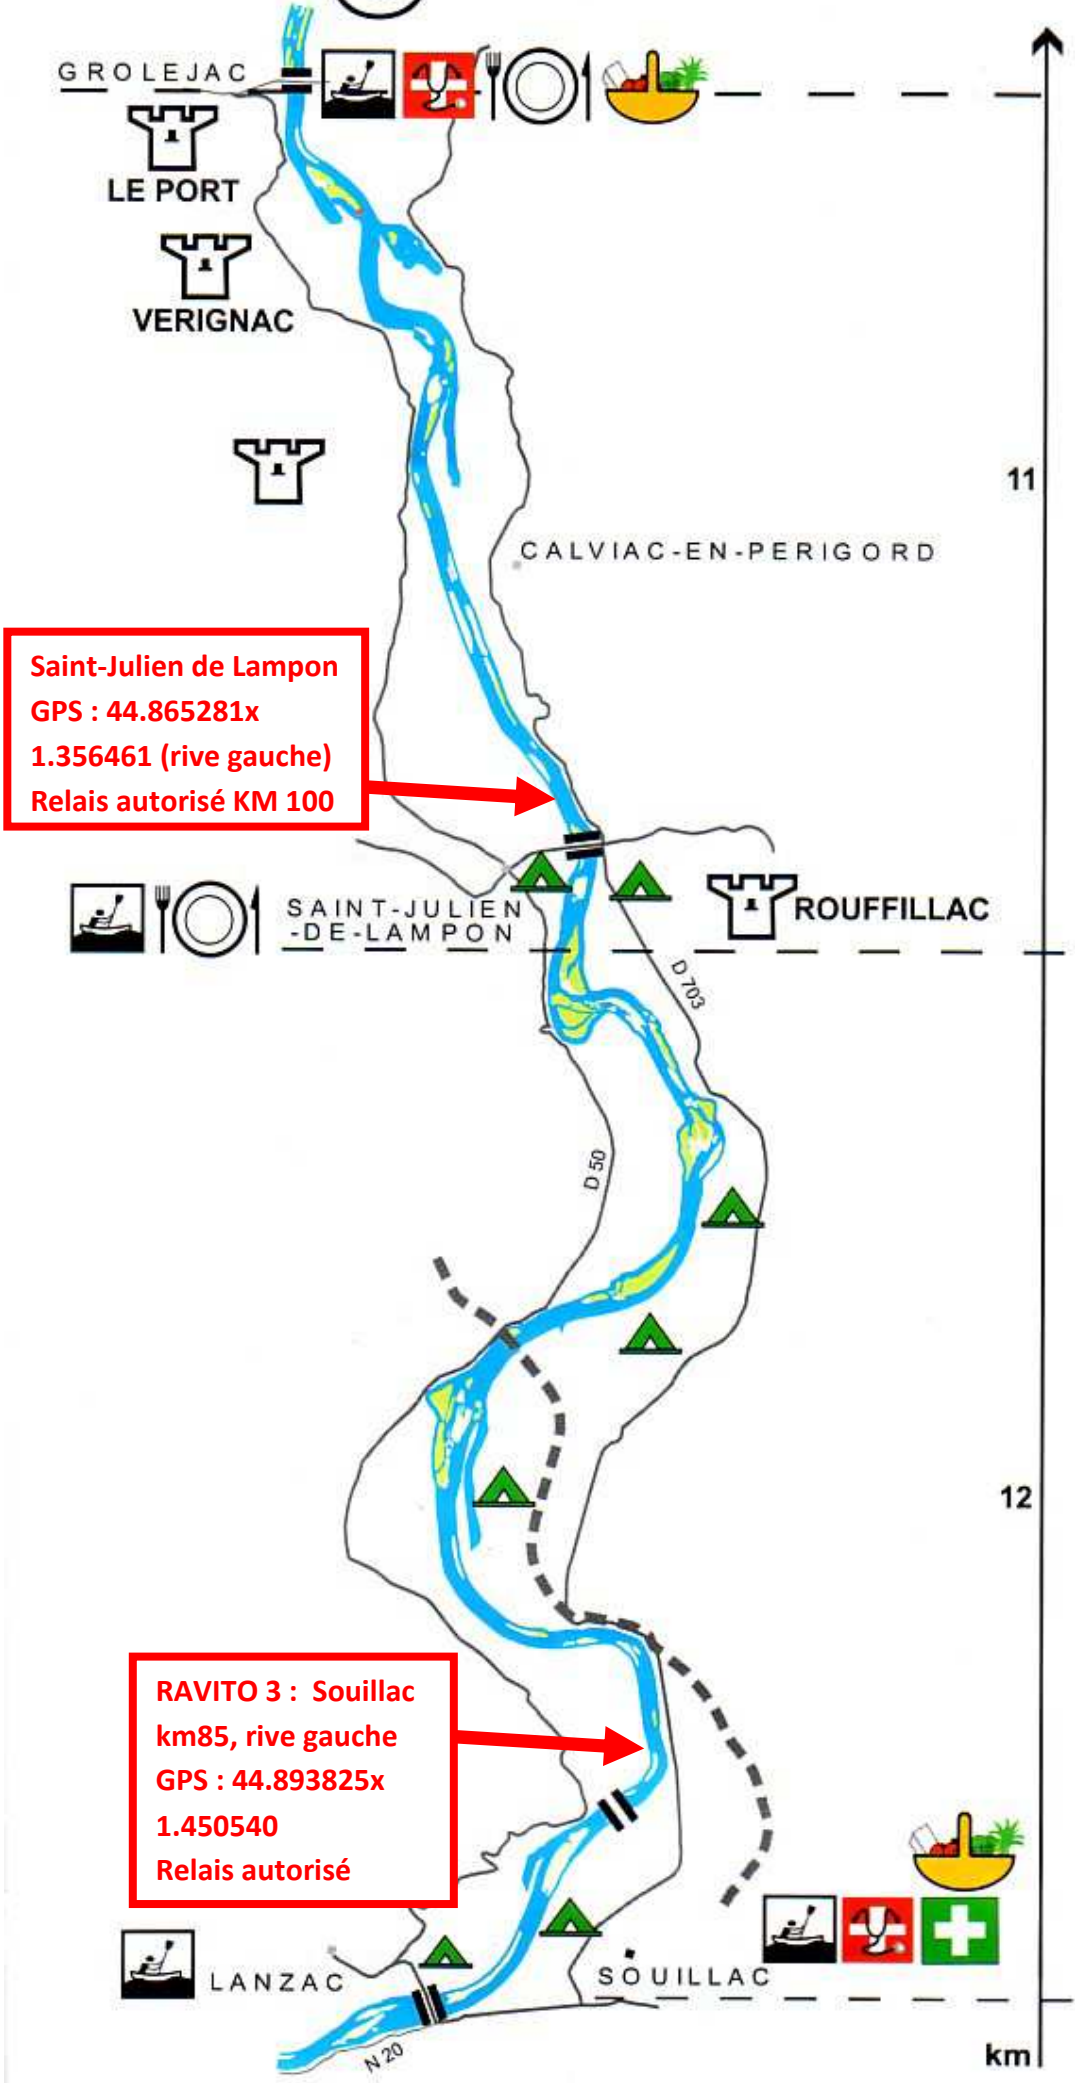 GROLEJAC
LE PORT
VERIGNAC
11
CALVIAC-EN-PERIGORD
Saint-Julien de Lampon
GPS : 44.865281x
1.356461 (rive gauche)
Relais autorisé KM 100
SAINT-JULIEN
-DE-LAMPON
ROUFFILLAC
D 703
D 50
12
RAVITO 3 : Souillac
km85, rive gauche
GPS : 44.893825x
1.450540
Relais autorisé
LANZAC
SOUILLAC
N 20
km